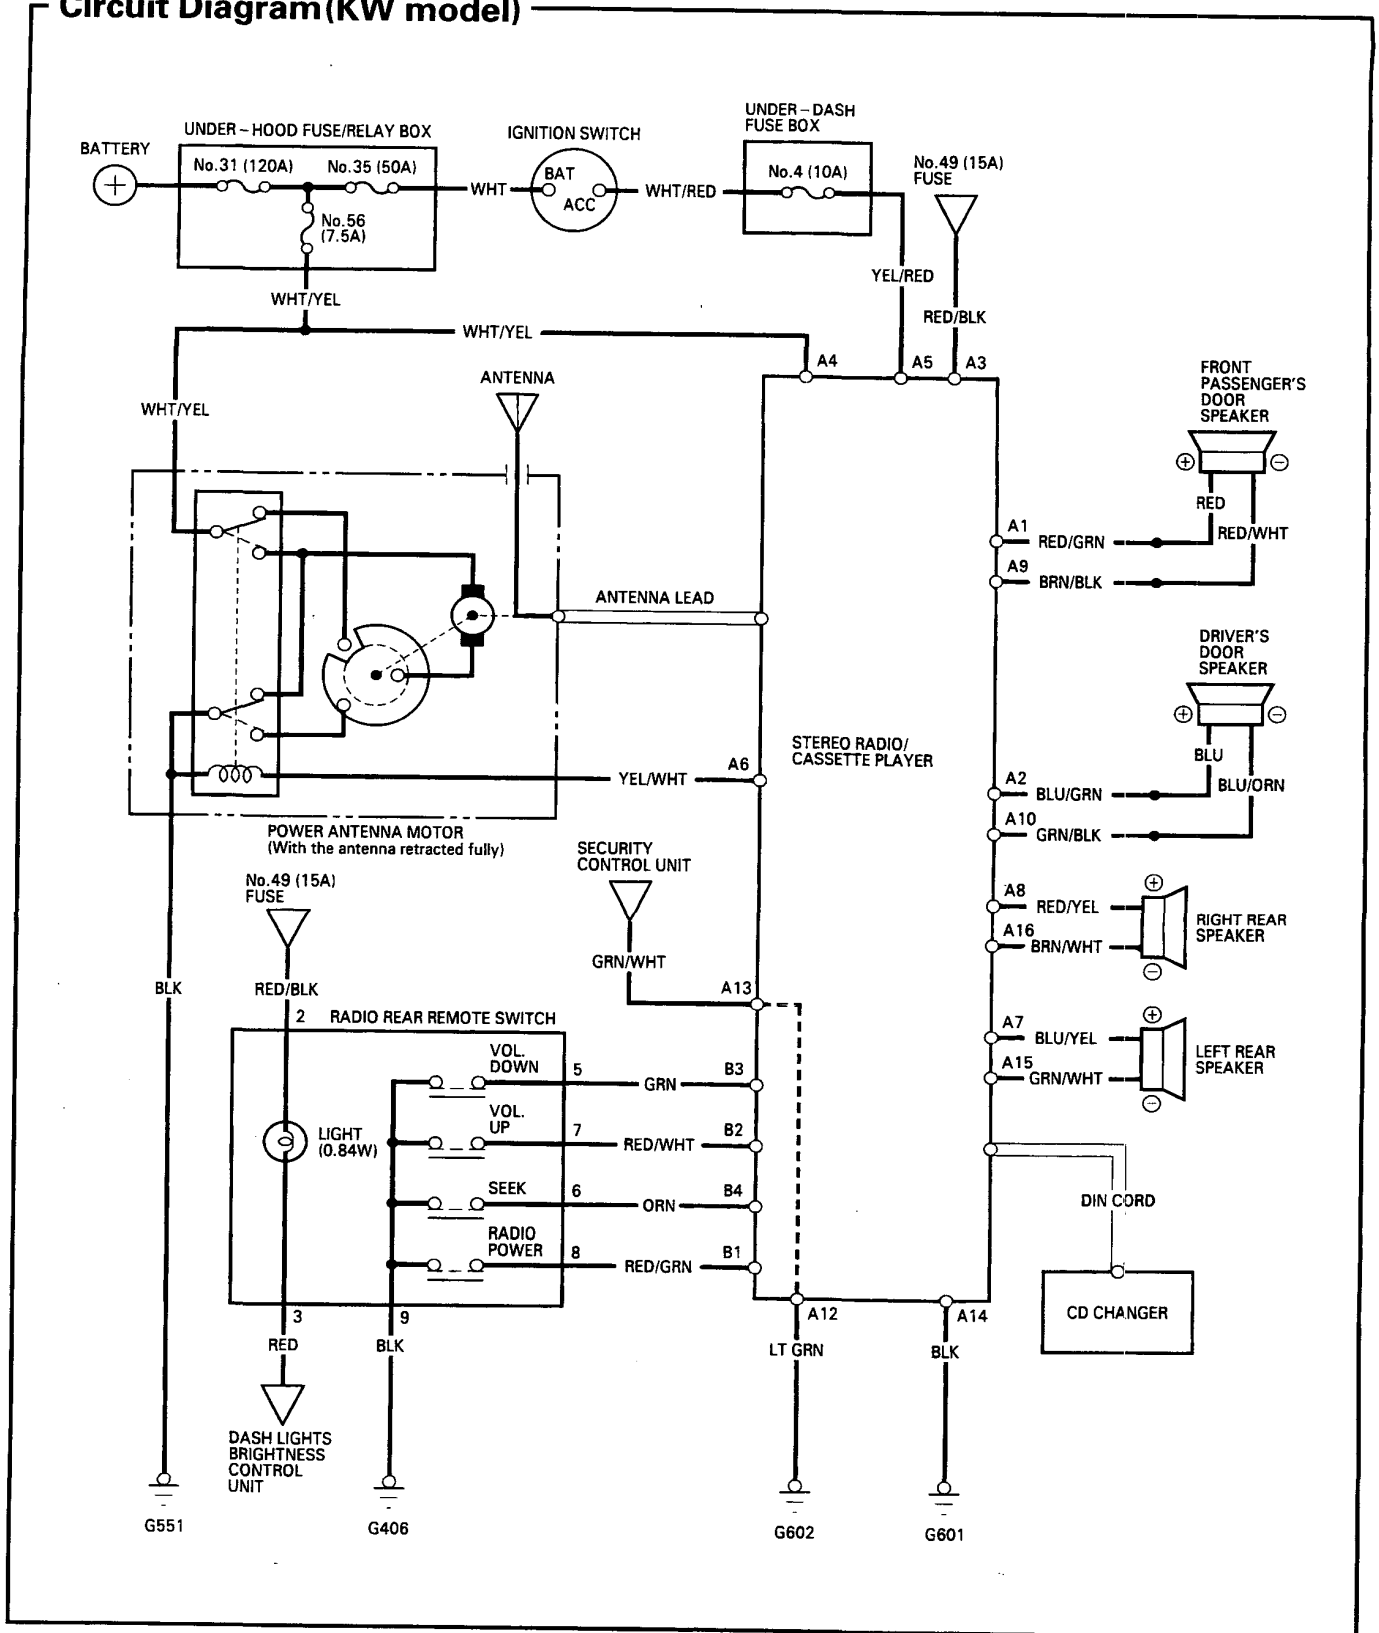 Circuit Diagram (KW model)
UNDER-DASH
FUSE BOX
UNDER-HOOD FUSE/RELAY BOX
IGNITION SWITCH
BATTERY
No.31 (120A)
No.35 (50A)
BAT
ACC
No.4 (10A)
No.49 (15A)
FUSE
WHT
WHT/RED
No.56
(7.5A)
YEL/RED
WHT/YEL
RED/BLK
WHT/YEL
A4
A5
A3
ANTENNA
WHT/YEL
FRONT
PASSENGER'S
DOOR
SPEAKER
RED
RED/WHT
A1
RED/GRN
A9
BRN/BLK
ANTENNA LEAD
DRIVER'S
DOOR
SPEAKER
STEREO RADIO/
CASSETTE PLAYER
BLU
BLU/ORN
A6
YEL/WHT
A2
BLU/GRN
A10
GRN/BLK
POWER ANTENNA MOTOR
(With the antenna retracted fully)
SECURITY
CONTROL UNIT
No.49 (15A)
FUSE
A8
RED/YEL
A16
BRN/WHT
RIGHT REAR
SPEAKER
GRN/WHT
BLK
RED/BLK
A13
2
RADIO REAR REMOTE SWITCH
A7
BLU/YEL
A15
GRN/WHT
LEFT REAR
SPEAKER
VOL.
DOWN
5
GRN
B3
VOL.
UP
7
RED/WHT
B2
LIGHT
(0.84W)
SEEK
6
ORN
B4
DIN CORD
RADIO
POWER
8
RED/GRN
B1
3
9
A12
A14
CD CHANGER
RED
BLK
LT GRN
BLK
DASH LIGHTS
BRIGHTNESS
CONTROL
UNIT
G551
G406
G602
G601